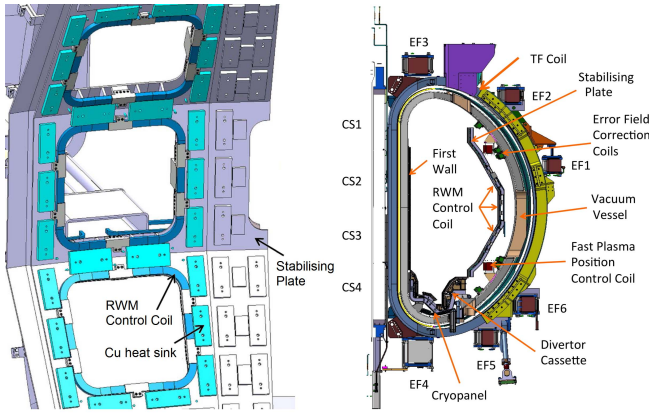 Stabilising
Plate
RWM
Control Coil
Cu heat sink
EF3
TF Coil
Stabilising
Plate
EF2
Error Field
Correction
Coils
CS1
EF1
First
Wall
CS2
RWM
Control
Coil
Vacuum
Vessel
CS3
Fast Plasma
Position
Control Coil
CS4
EF6
Divertor
Cassette
EF5
EF4
Cryopanel